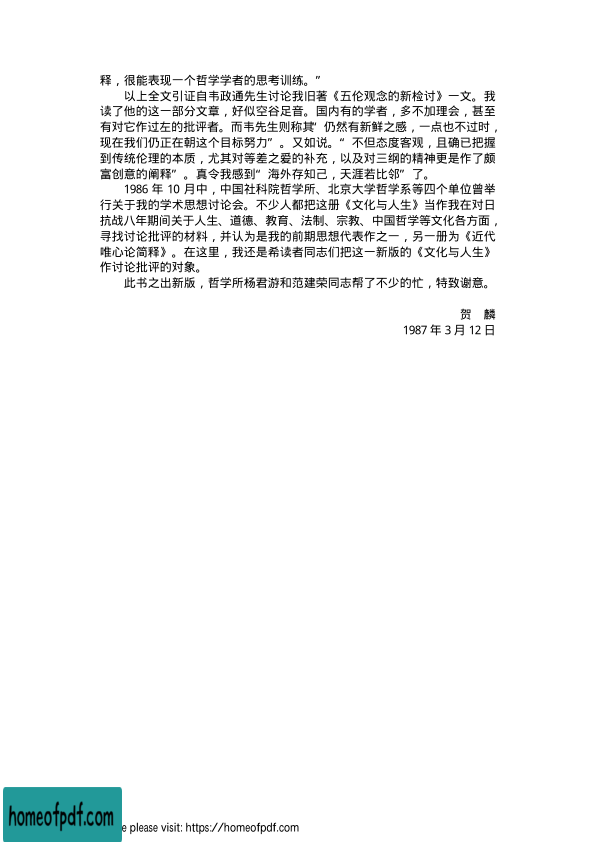 释，很能表现一个哲学学者的思考训练。”
以上全文引证自韦政通先生讨论我旧著《五伦观念的新检讨》一文。我
读了他的这一部分文章，好似空谷足音。国内有的学者，多不加理会，甚至
有对它作过左的批评者。而韦先生则称其“仍然有新鲜之感，一点也不过时，
现在我们仍正在朝这个目标努力”。又如说。“不但态度客观，且确已把握
到传统伦理的本质，尤其对等差之爱的补充，以及对三纲的精神更是作了颇
富创意的阐释”。真令我感到“海外存知己，天涯若比邻”了。
1986 年 10 月中，中国社科院哲学所、北京大学哲学系等四个单位曾举
行关于我的学术思想讨论会。不少人都把这册《文化与人生》当作我在对日
抗战八年期间关于人生、道德、教育、法制、宗教、中国哲学等文化各方面，
寻找讨论批评的材料，并认为是我的前期思想代表作之一，另一册为《近代
唯心论简释》。在这里，我还是希读者同志们把这一新版的《文化与人生》
作讨论批评的对象。
此书之出新版，哲学所杨君游和范建荣同志帮了不少的忙，特致谢意。
贺 麟
1987 年 3 月 12 日
homeofpdf.com
e please visit: https://homeofpdf.com